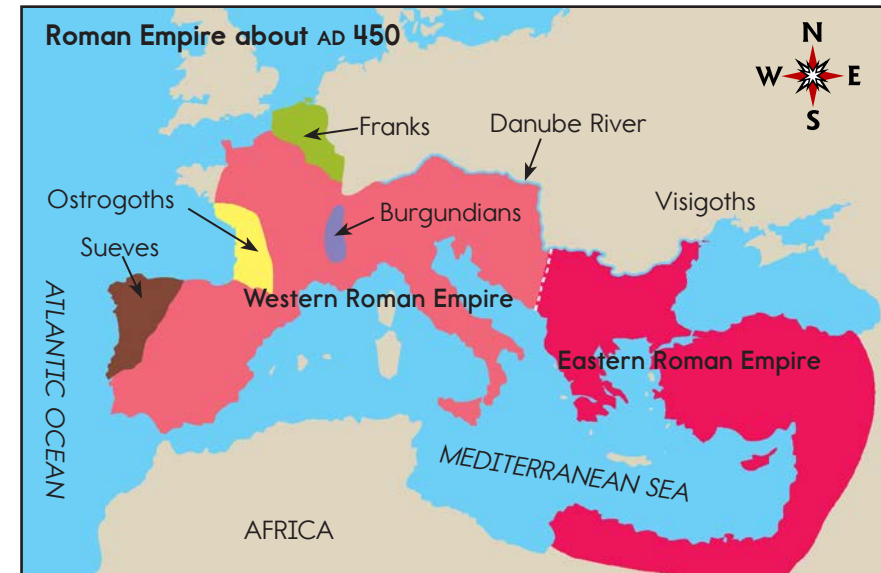 Roman Empire about AD 450
N
W E
S
Franks
Danube River
Ostrogoths
Burgundians
Visigoths
Sueves
Western Roman Empire
ATLANTIC OCEAN
Eastern Roman Empire
MEDITERRANEAN SEA
AFRICA